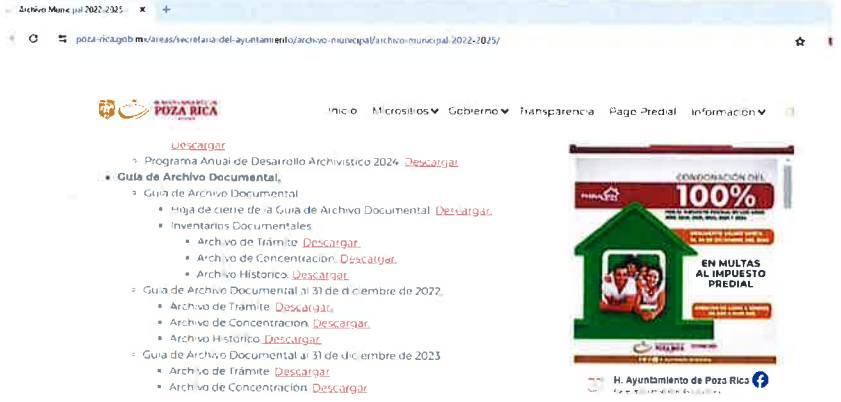 Archivo Municipal 2022-2025
poza-rica.gob.mx/areas/secretaria-del-ayuntamiento/archivo-municipal/archivo-municipal-2022-2025/
POZA RICA
Inicio Micrositios Gobierno Transparencia Pago Predial Información
Descargar
Programa Anual de Desarrollo Archivístico 2024. Descargar
Guía de Archivo Documental.
Guía de Archivo Documental
Hoja de cierre de la Guía de Archivo Documental. Descargar.
Inventarios Documentales
Archivo de Trámite. Descargar.
Archivo de Concentración. Descargar.
Archivo Histórico. Descargar.
Guía de Archivo Documental al 31 de diciembre de 2022.
Archivo de Trámite. Descargar.
Archivo de Concentración. Descargar.
Archivo Histórico. Descargar.
Guía de Archivo Documental al 31 de diciembre de 2023
Archivo de Trámite. Descargar
Archivo de Concentración. Descargar
CONDONACIÓN DEL
100%
EN MULTAS
AL IMPUESTO
PREDIAL
H. Ayuntamiento de Poza Rica